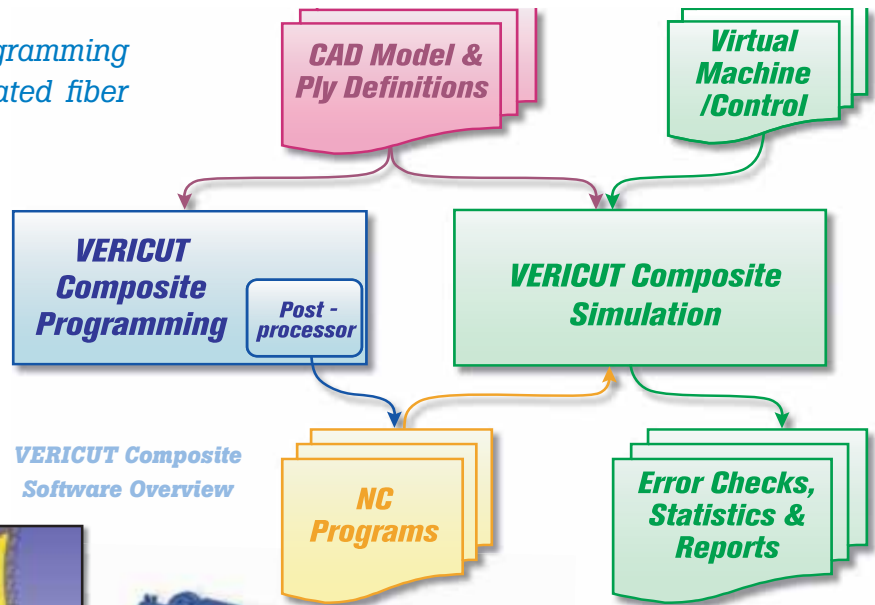 ogramming
ated fiber
CAD Model &
Ply Definitions
Virtual
Machine
/Control
VERICUT
Composite
Programming
Post -
processor
VERICUT Composite
Simulation
VERICUT Composite
Software Overview
NC
Programs
Error Checks,
Statistics &
Reports